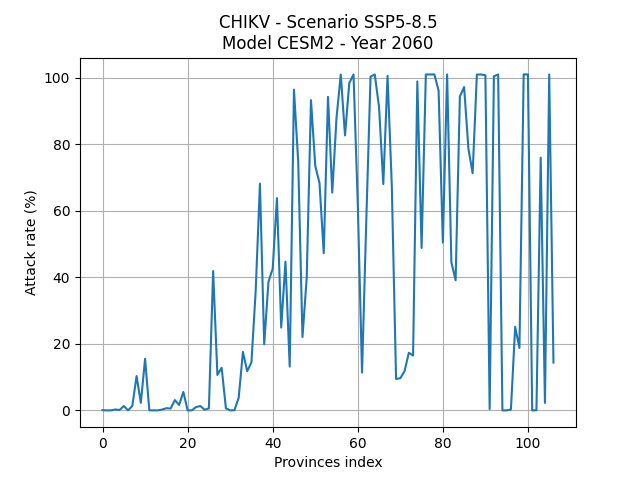 CHIKV - Scenario SSP5-8.5
Model CESM2 - Year 2060
Attack rate (%)
100
80
60
40
20
0
0 20 40 60 80 100
Provinces index